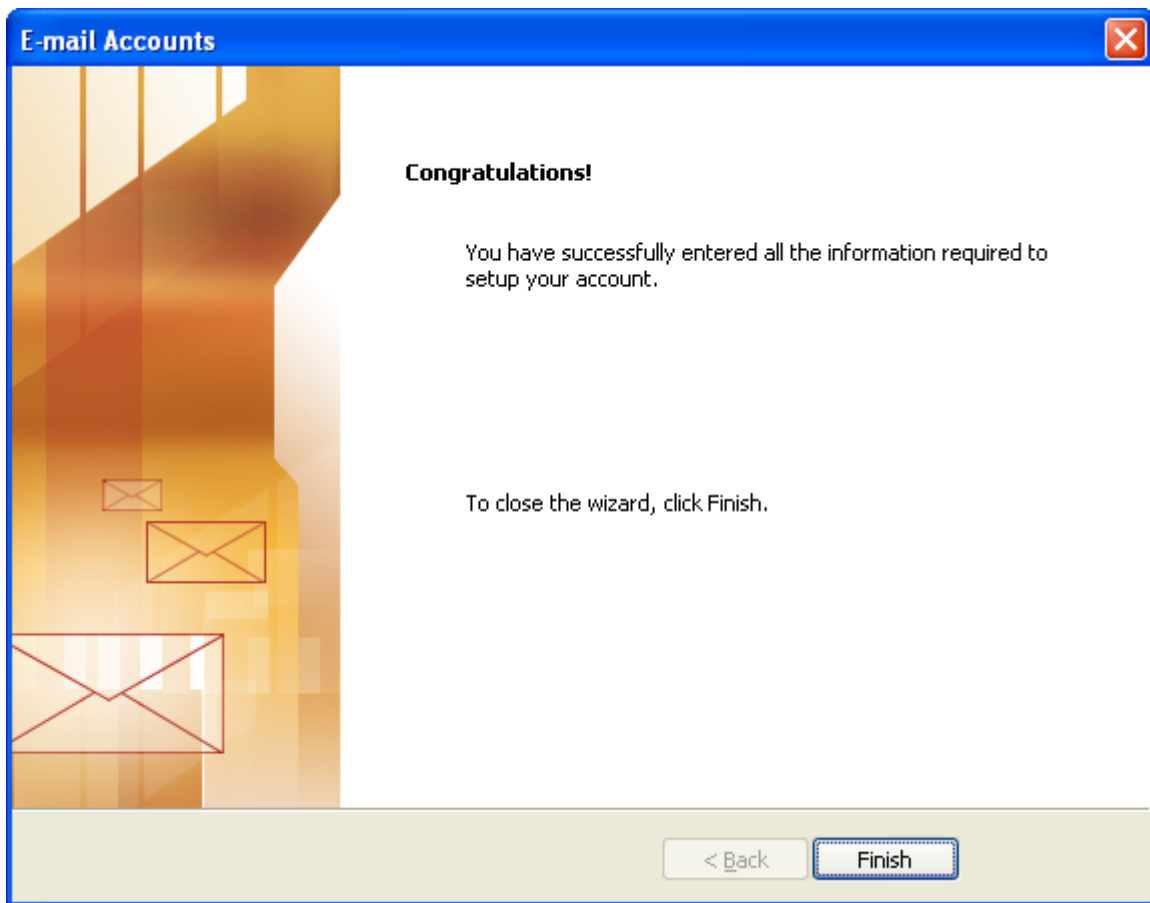 E-mail Accounts
Congratulations!
You have successfully entered all the information required to
setup your account.
To close the wizard, click Finish.
< Back
Finish